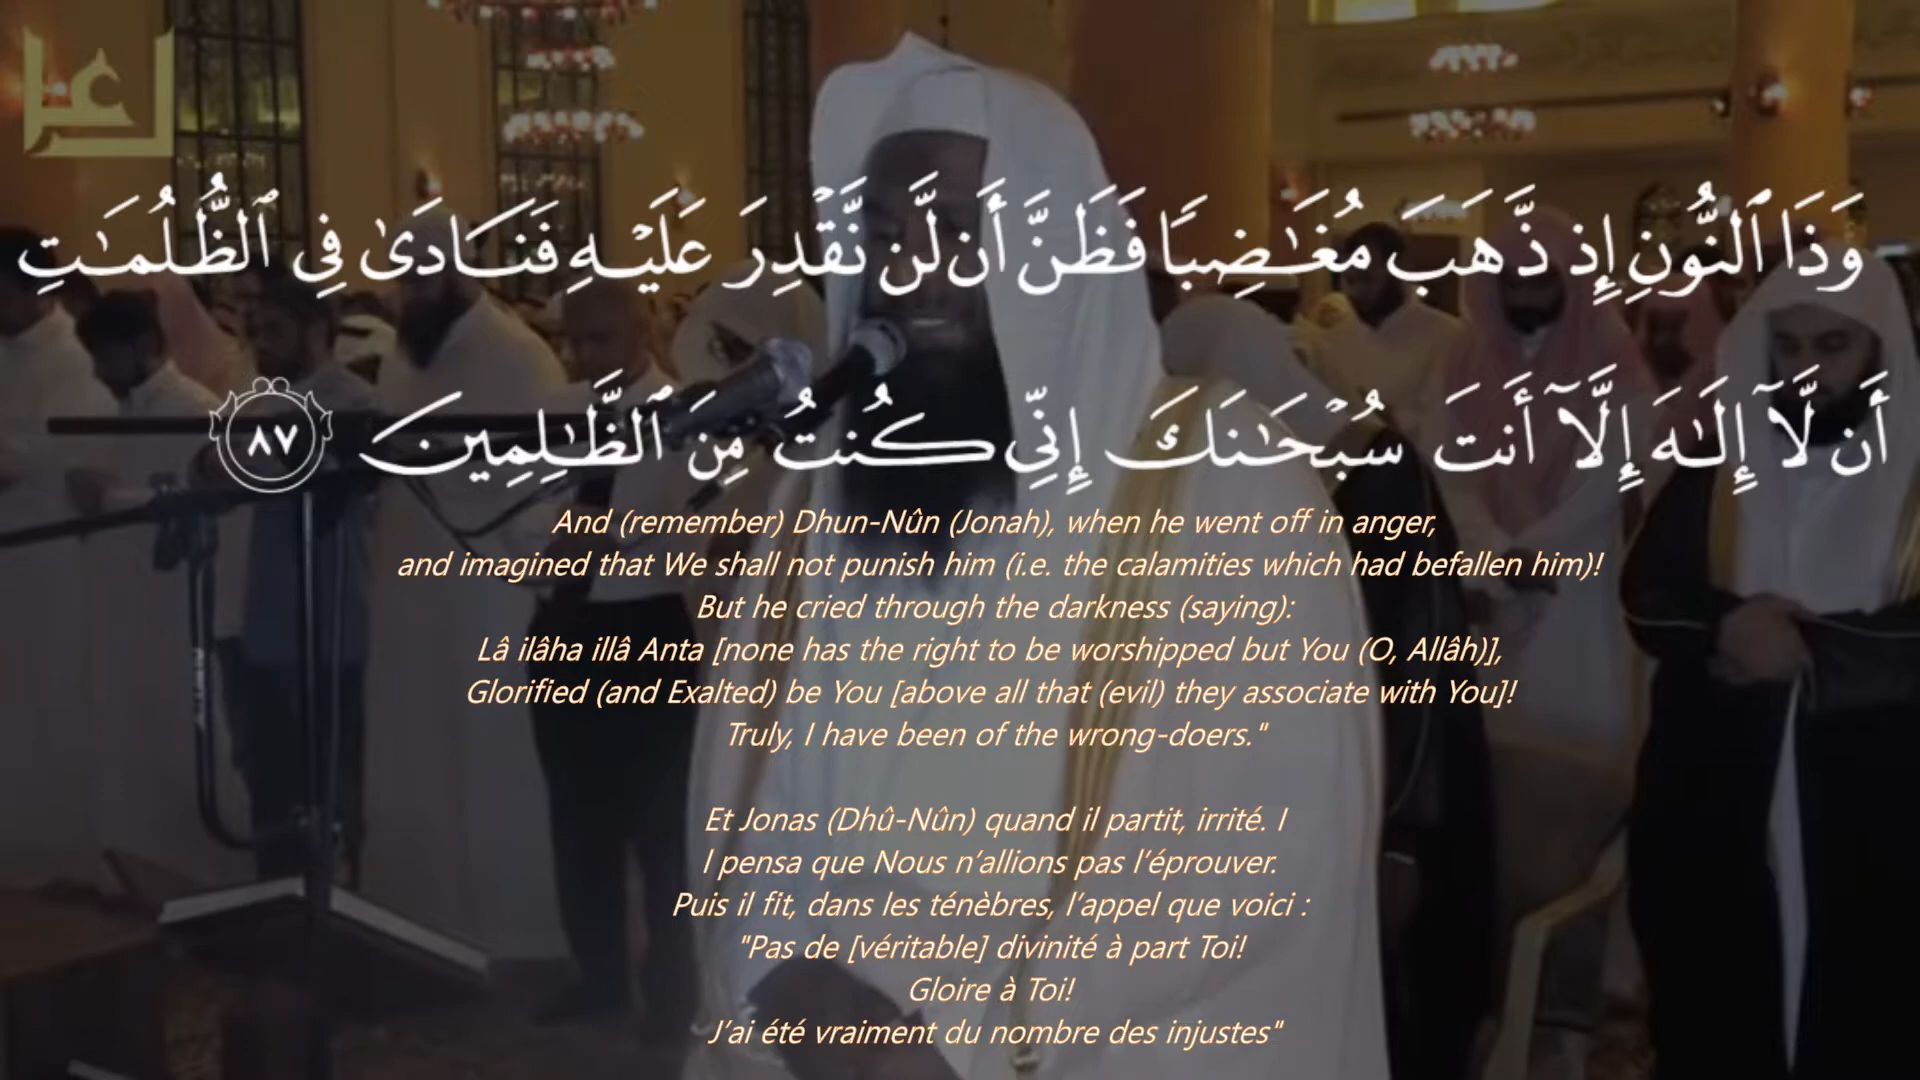 وَذَا ٱلنُّونِ إِذ ذَّهَبَ مُغَـٰضِبًا فَظَنَّ أَن لَّن نَّقْدِرَ عَلَيْهِ فَنَادَىٰ فِي ٱلظُّلُمَـٰتِ
أَن لَّآ إِلَـٰهَ إِلَّآ أَنتَ سُبْحَـٰنَكَ إِنِّي كُنتُ مِنَ ٱلظَّـٰلِمِينَ ٨٧
And (remember) Dhun-Nûn (Jonah), when he went off in anger,
and imagined that We shall not punish him (i.e. the calamities which had befallen him)!
But he cried through the darkness (saying):
Lâ ilâha illâ Anta [none has the right to be worshipped but You (O, Allâh)],
Glorified (and Exalted) be You [above all that (evil) they associate with You]!
Truly, I have been of the wrong-doers."
Et Jonas (Dhû-Nûn) quand il partit, irrité. I
l pensa que Nous n’allions pas l’éprouver.
Puis il fit, dans les ténèbres, l’appel que voici :
"Pas de [véritable] divinité à part Toi!
Gloire à Toi!
J’ai été vraiment du nombre des injustes"